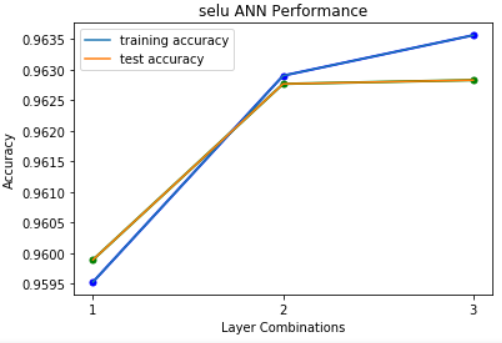 selu ANN Performance
training accuracy
test accuracy
0.9635
0.9630
0.9625
0.9620
0.9615
0.9610
0.9605
0.9600
0.9595
Accuracy
1 2 3
Layer Combinations